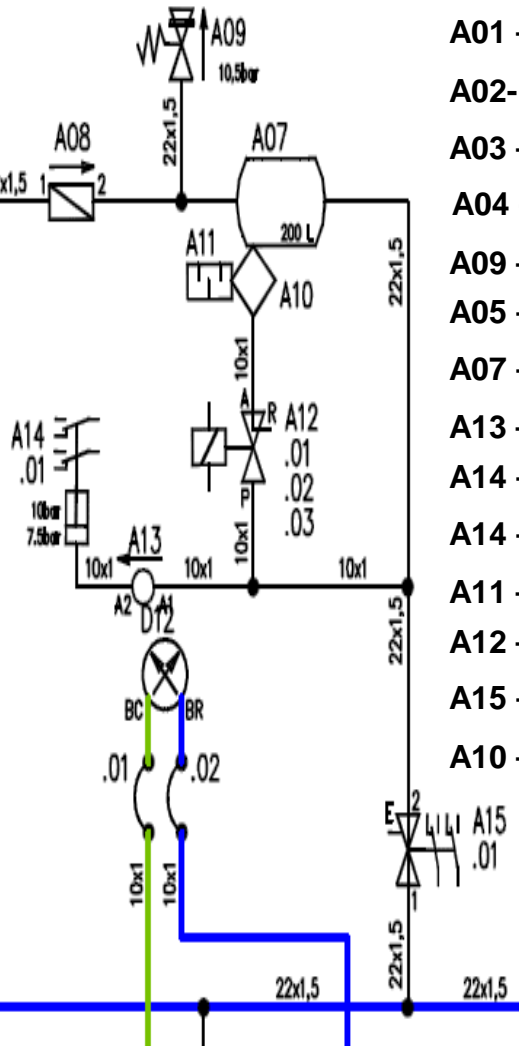 A09
10,5bar
22x1,5
A08
1 2
x1,5
A07
200 L
A11
A10
22x1,5
10x1
A
R
A12
.01
.02
.03
P
10x1
A14
.01
10bar
7.5bar
A13
10x1
10x1
10x1
A2 A1
D12
22x1,5
BC
BR
.01
.02
10x1
10x1
E
2
A15
.01
1
22x1,5
22x1,5
22x1,5
A01 -
A02-
A03 -
A04
A09 -
A05 -
A07 -
A13 -
A14 -
A14 -
A11 -
A12 -
A15 -
A10 -